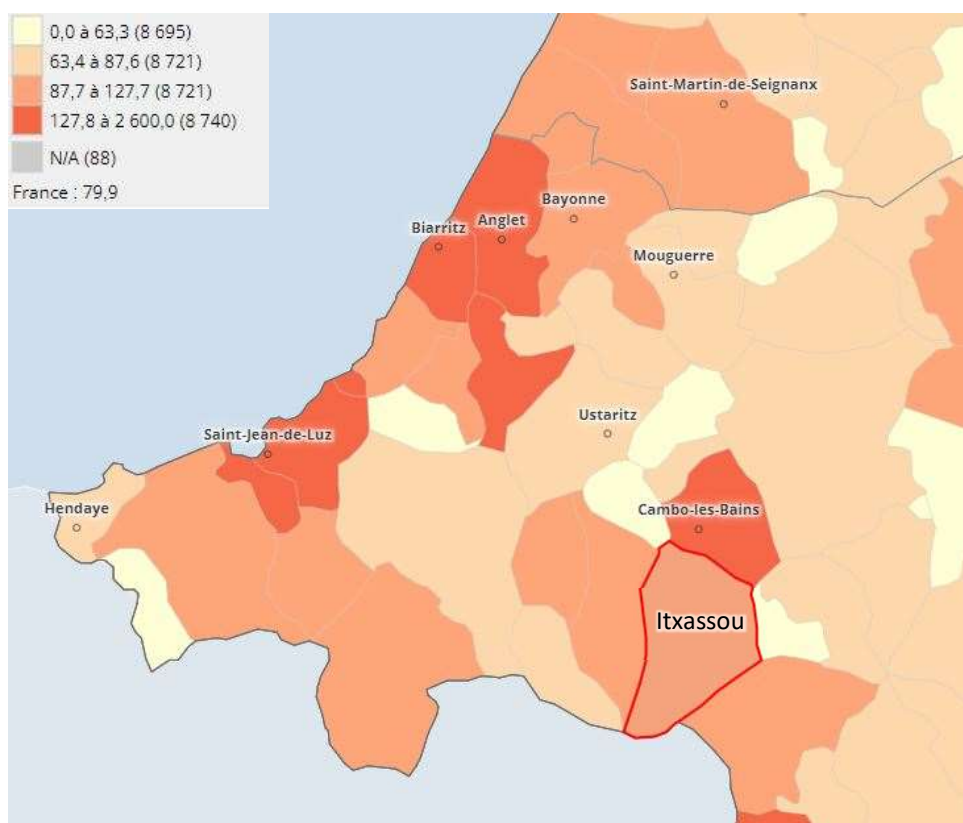 0,0 à 63,3 (8 695)
63,4 à 87,6 (8 721)
87,7 à 127,7 (8 721)
127,8 à 2 600,0 (8 740)
N/A (88)
France : 79,9
Saint-Martin-de-Seignanx
Bayonne
Biarritz
Anglet
Mouguerre
Ustaritz
Saint-Jean-de-Luz
Hendaye
Cambo-les-Bains
Itxassou